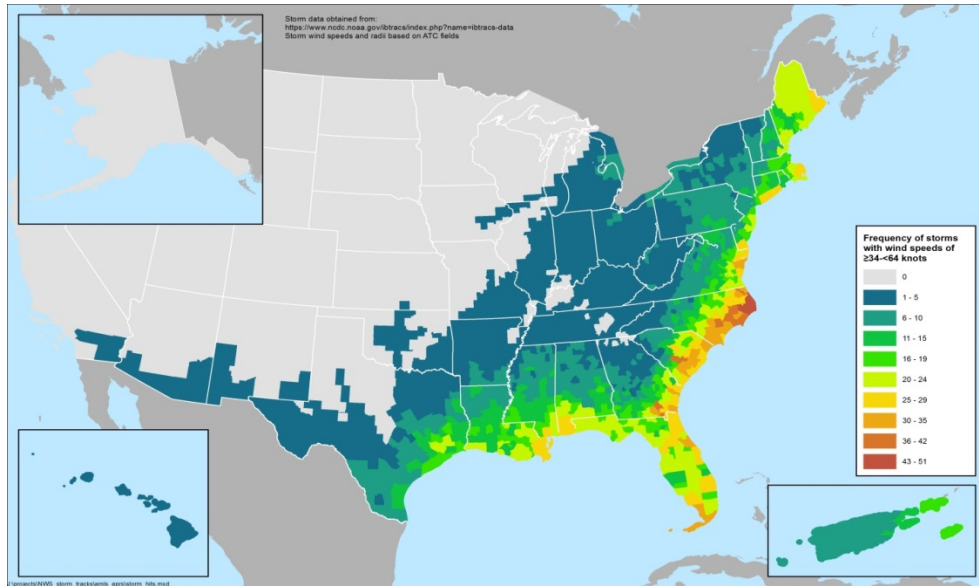 Storm data obtained from:
https://www.ncdc.noaa.gov/ibtracs/index.php?name=ibtracs-data
Storm wind speeds and radii based on ATC fields
Frequency of storms
with wind speeds of
≥34-<64 knots
0
1 - 5
6 - 10
11 - 15
16 - 19
20 - 24
25 - 29
30 - 35
36 - 42
43 - 51